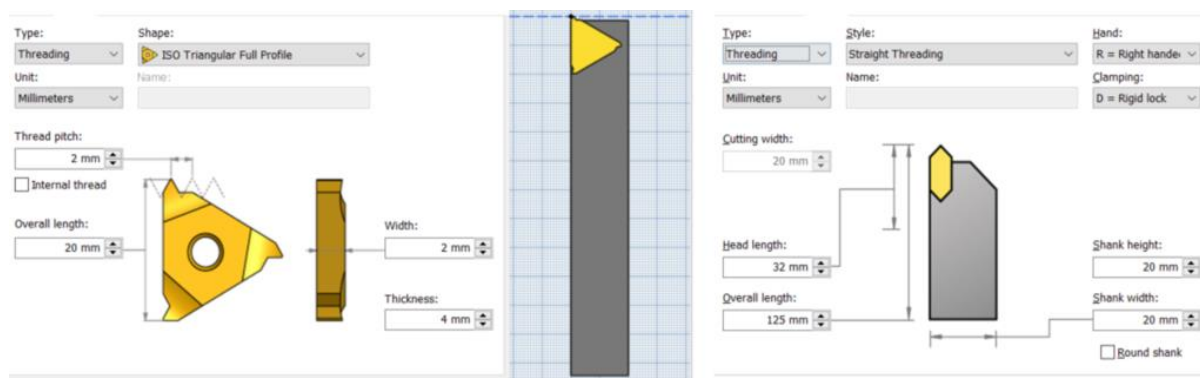 Type:
Shape:
Threading
ISO Triangular Full Profile
Unit:
Name:
Millimeters
Thread pitch:
2 mm
Internal thread
Overall length:
20 mm
Width:
2 mm
Thickness:
4 mm
Type:
Style:
Hand:
Threading
Straight Threading
R = Right hande
Unit:
Name:
Clamping:
Millimeters
D = Rigid lock
Cutting width:
20 mm
Head length:
32 mm
Shank height:
20 mm
Overall length:
125 mm
Shank width:
20 mm
Round shank